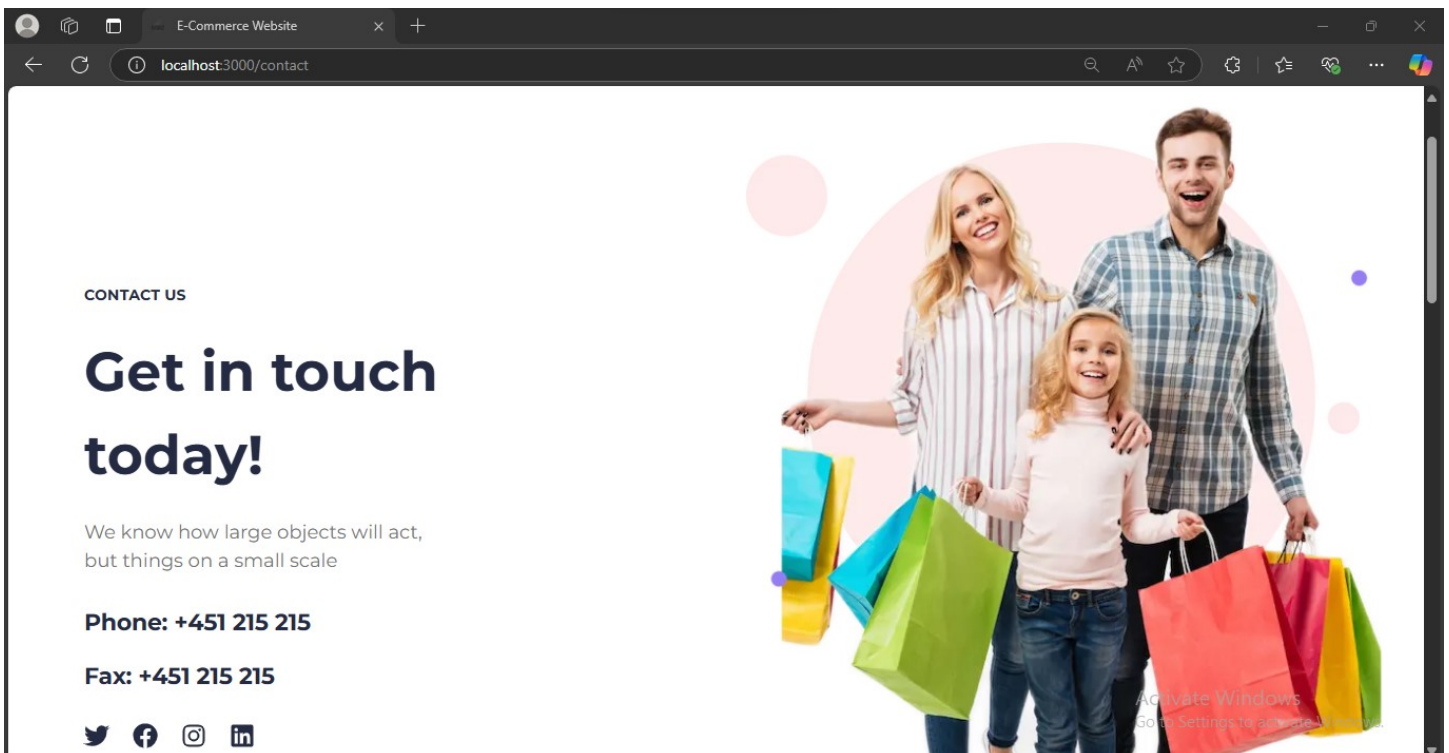 E-Commerce Website
localhost:3000/contact
CONTACT US
Get in touch
today!
We know how large objects will act,
but things on a small scale
Phone: +451 215 215
Fax: +451 215 215
Activate Windows
Go to Settings to activate Windows.